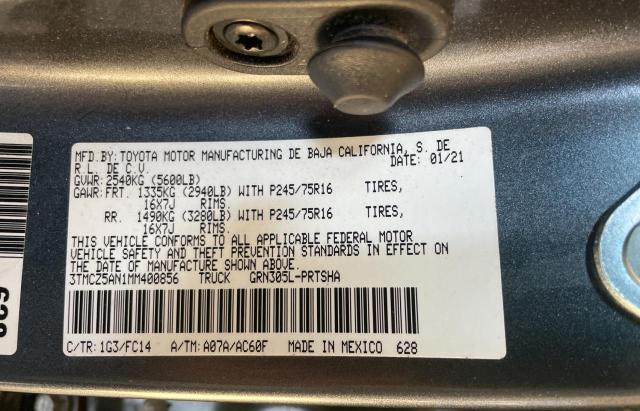 MFD.BY:TOYOTA MOTOR MANUFACTURING DE BAJA CALIFORNIA, S. DE
R.L. DE C.V. DATE: 01/21
GVWR:2540KG (5600LB)
GAWR:FRT. 1335KG (2940LB) WITH P245/75R16 TIRES,
16X7J RIMS.
RR. 1490KG (3280LB) WITH P245/75R16 TIRES,
16X7J RIMS.
THIS VEHICLE CONFORMS TO ALL APPLICABLE FEDERAL MOTOR
VEHICLE SAFETY AND THEFT PREVENTION STANDARDS IN EFFECT ON
THE DATE OF MANUFACTURE SHOWN ABOVE.
3TMCZ5AN1MM400856 TRUCK GRN305L-PRTSHA
C/TR: 1G3/FC14 A/TM: A07A/AC60F MADE IN MEXICO 628